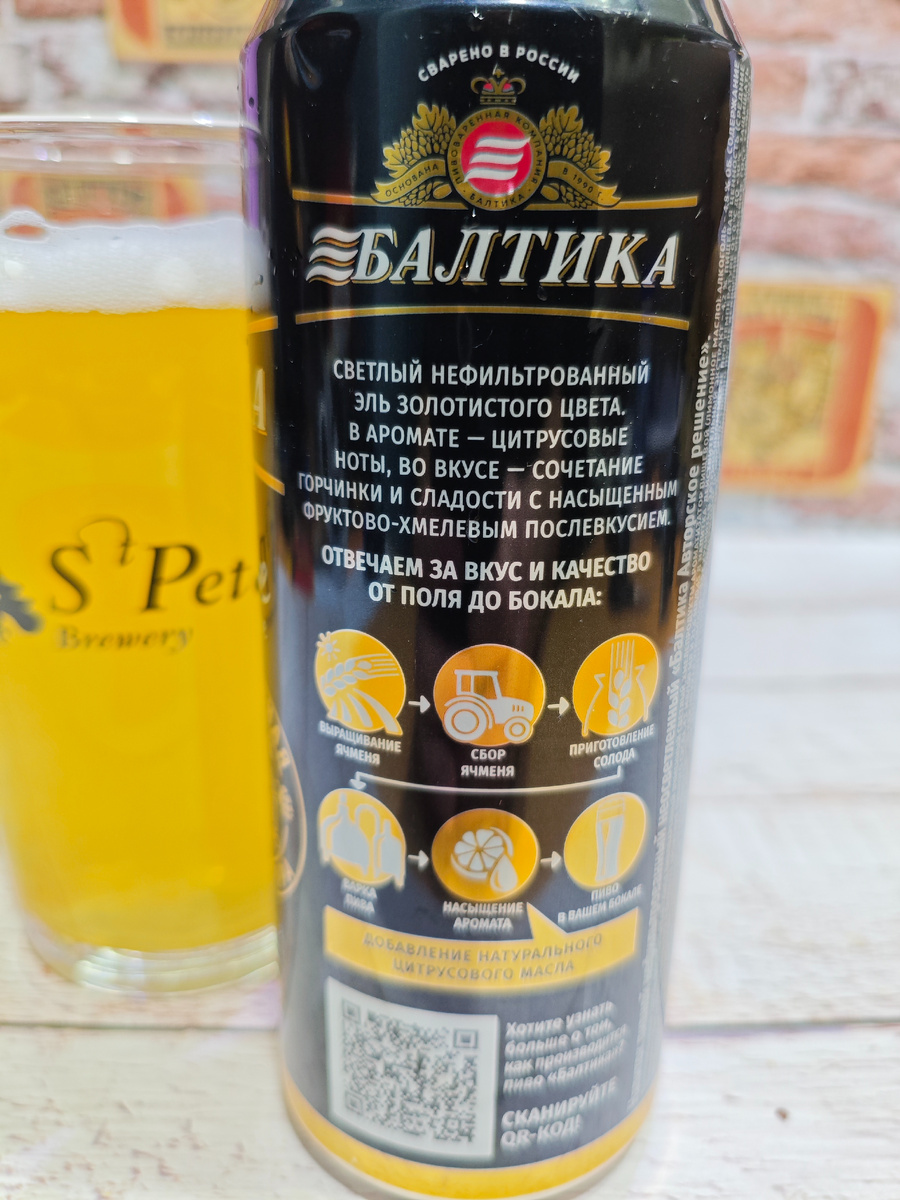 СВАРЕНО В РОССИИ
ПИВОВАРЕННАЯ КОМПАНИЯ
ОСНОВАНА
В 1990
БАЛТИКА
БАЛТИКА
СВЕТЛЫЙ НЕФИЛЬТРОВАННЫЙ
ЭЛЬ ЗОЛОТИСТОГО ЦВЕТА.
В АРОМАТЕ — ЦИТРУСОВЫЕ
НОТЫ, ВО ВКУСЕ — СОЧЕТАНИЕ
ГОРЧИНКИ И СЛАДОСТИ С НАСЫЩЕННЫМ
ФРУКТОВО-ХМЕЛЕВЫМ ПОСЛЕВКУСИЕМ.
ОТВЕЧАЕМ ЗА ВКУС И КАЧЕСТВО
ОТ ПОЛЯ ДО БОКАЛА:
ВЫРАЩИВАНИЕ
ЯЧМЕНЯ
СБОР
ЯЧМЕНЯ
ПРИГОТОВЛЕНИЕ
СОЛОДА
ВАРКА
ПИВА
НАСЫЩЕНИЕ
АРОМАТА
ПИВО
В ВАШЕМ БОКАЛЕ
ДОБАВЛЕНИЕ НАТУРАЛЬНОГО
ЦИТРУСОВОГО МАСЛА
Хотите узнать
больше о том,
как производится
пиво «Балтика»?
СКАНИРУЙТЕ
QR-КОД!
«Балтика Авторское решение».
St Pet
Brewery